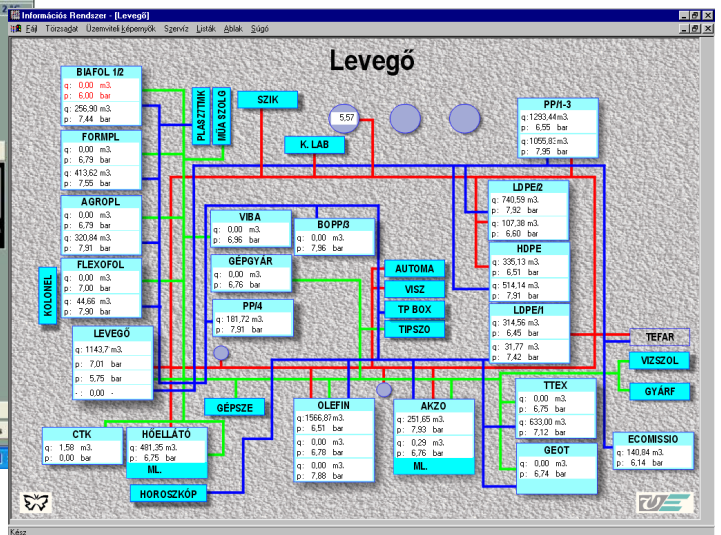 Információs Rendszer - [Levegő]
Fájl Törzsadat Üzemviteli képernyők Szervíz Listák Ablak Súgó
Levegő
BIAFOL 1/2
q: 0,00 m3.
p: 6,00 bar
q: 256,90 m3.
p: 7,44 bar
FORMPL
q: 0,00 m3.
p: 6,79 bar
q: 413,62 m3.
p: 7,55 bar
AGROPL
q: 0,00 m3.
p: 6,79 bar
q: 320,84 m3.
p: 7,91 bar
FLEXOFOL
q: 0,00 m3.
p: 7,00 bar
q: 44,66 m3.
p: 7,90 bar
KOLONEL
LEVEGŐ
q: 1143,7 m3.
p: 7,01 bar
p: 5,75 bar
- : 0,00 -
PLASZTTMK
MŰA SZOLG
SZIK
K. LAB
5,57
PP/1-3
q:1293,44m3.
p: 6,55 bar
q:1055,83m3.
p: 7,95 bar
LDPE/2
q: 740,59 m3.
p: 7,92 bar
q: 107,38 m3.
p: 6,60 bar
HDPE
q: 335,13 m3.
p: 6,51 bar
q: 514,14 m3.
p: 7,91 bar
LDPE/1
q: 314,56 m3.
p: 6,45 bar
q: 31,77 m3.
p: 7,42 bar
VIBA
q: 0,00 m3.
p: 6,96 bar
BOPP/3
q: 0,00 m3.
p: 7,96 bar
GÉPGYÁR
q: 0,00 m3.
p: 6,76 bar
PP/4
q: 181,72 m3.
p: 7,91 bar
AUTOMA
VISZ
TP BOX
TIPSZO
TEFAR
VIZSZOL
GYÁRF
GÉPSZE
OLEFIN
q:1566,87m3.
p: 6,51 bar
q: 0,00 m3.
p: 6,78 bar
q: 0,00 m3.
p: 7,88 bar
AKZO
q: 251,65 m3.
p: 7,93 bar
q: 0,29 m3.
p: 6,76 bar
ML.
TTEX
q: 0,00 m3.
p: 6,75 bar
q: 633,00 m3.
p: 7,12 bar
GEOT
q: 0,00 m3.
p: 6,74 bar
ECOMISSIO
q: 140,84 m3.
p: 6,14 bar
CTK
q: 1,58 m3.
p: 0,00 bar
HŐELLÁTÓ
q: 481,35 m3.
p: 6,75 bar
ML.
HOROSZKÓP
Kész